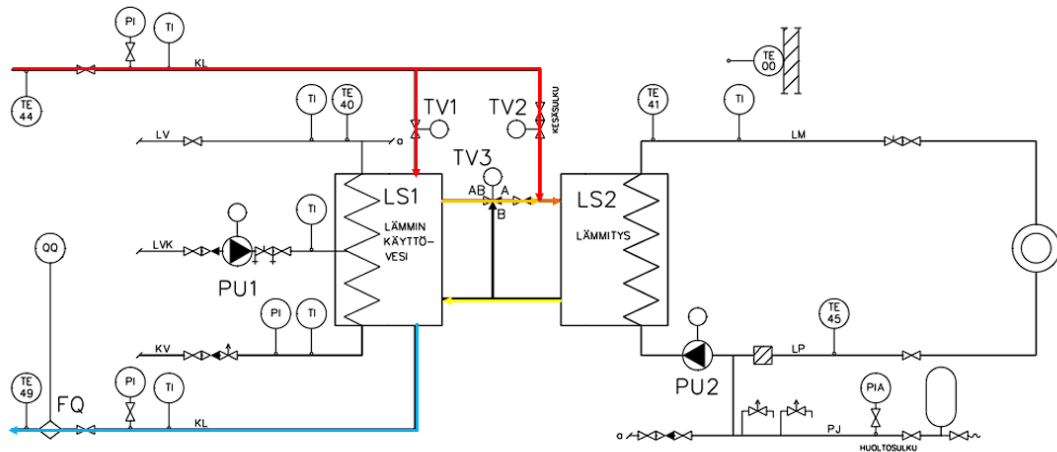 PI
TI
KL
TE
00
TE
44
TI
TE
40
TV1
TV2
KESÄSULKU
TE
41
TI
LV
a
LM
TV3
AB
A
B
LS1
LÄMMIN
KÄYTTÖ-
VESI
LS2
LÄMMITYS
QQ
LVK
TI
PU1
PI
TI
KV
TE
45
LP
PU2
TE
49
FQ
PI
TI
KL
PIA
a
PJ
HUOLTOSULKU